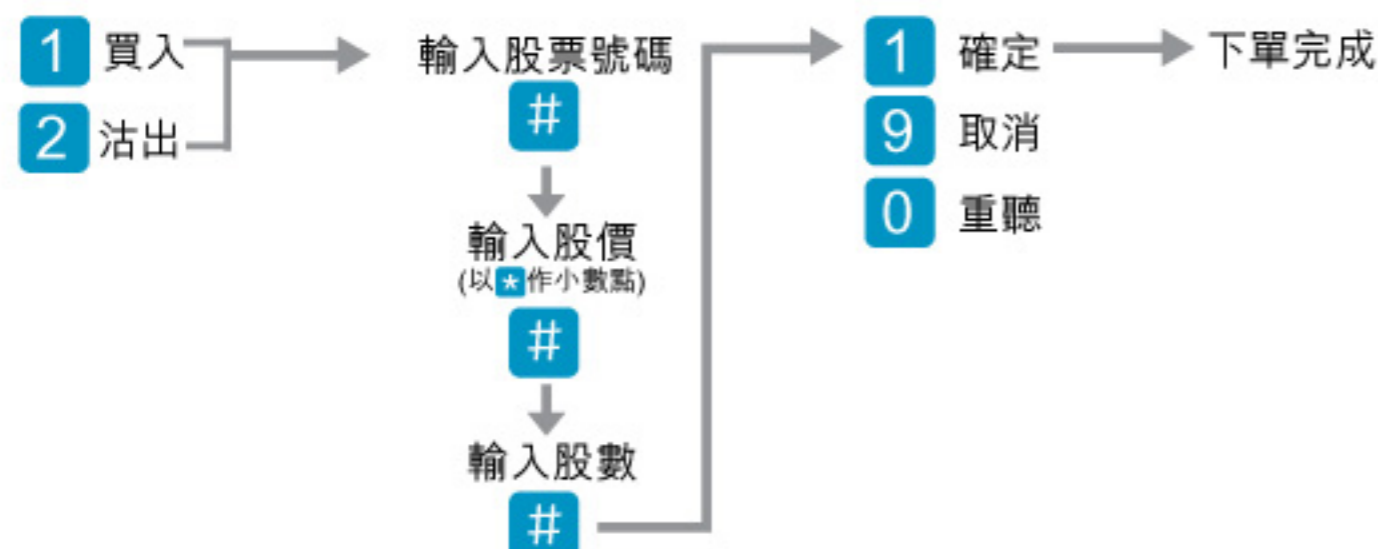 1 買入
2 沽出
輸入股票號碼
#
輸入股價
(以*作小數點)
#
輸入股數
#
1 確定
9 取消
0 重聽
下單完成